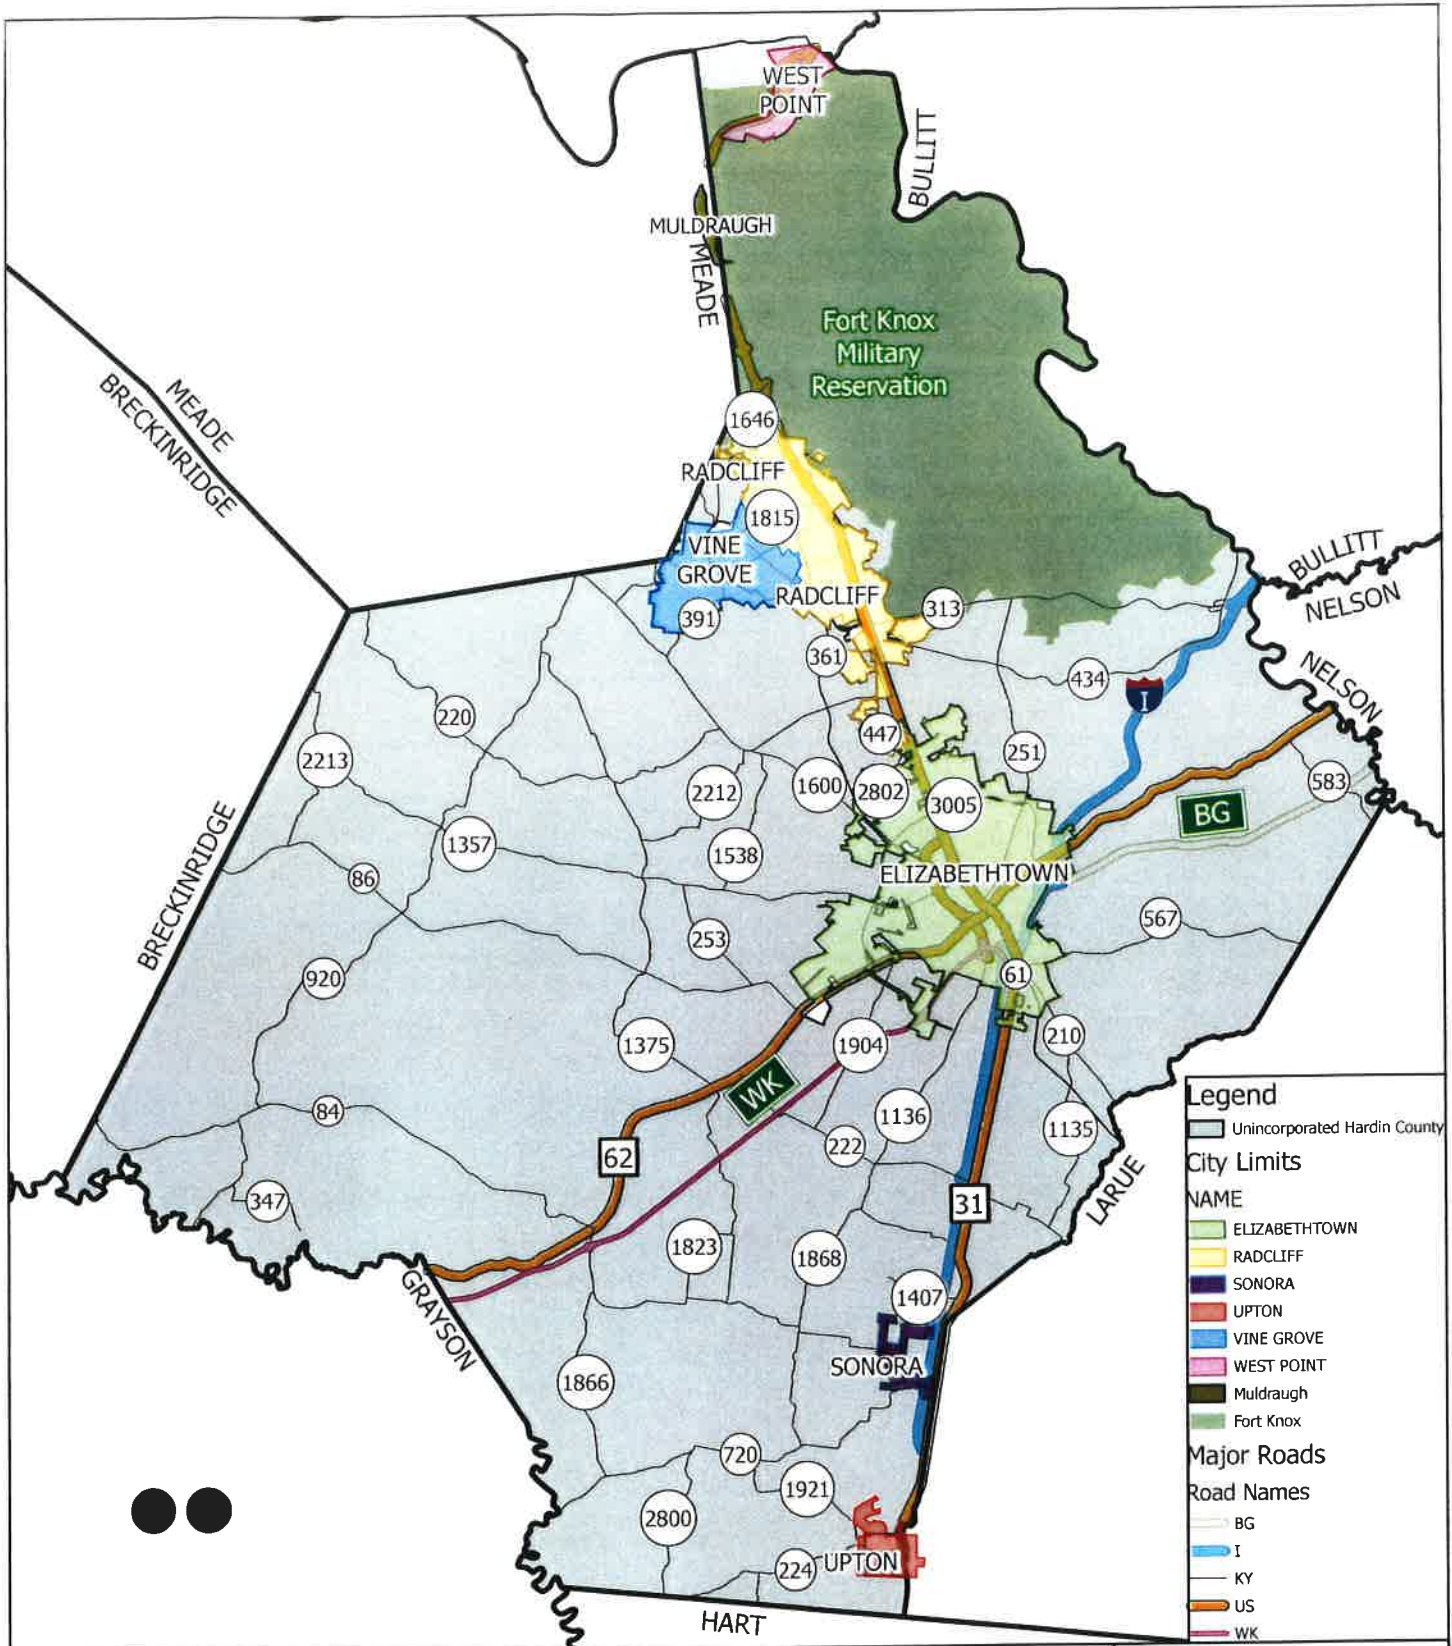 WEST
POINT
BULLITT
MULDRAUGH
MEADE
Fort Knox
Military
Reservation
MEADE
BRECKINRIDGE
1646
RADCLIFF
1815
VINE
GROVE
RADCLIFF
391
313
BULLITT
NELSON
361
434
I
NELSON
220
447
251
2213
2212
1600
2802
3005
583
BG
1357
1538
86
ELIZABETHTOWN
BRECKINRIDGE
567
253
920
61
1375
1904
210
WK
84
1136
1135
222
62
347
31
LARUE
1823
1868
GRAYSON
1407
SONORA
1866
720
1921
2800
UPTON
224
HART
Legend
Unincorporated Hardin County
City Limits
NAME
ELIZABETHTOWN
RADCLIFF
SONORA
UPTON
VINE GROVE
WEST POINT
Muldraugh
Fort Knox
Major Roads
Road Names
BG
I
KY
US
WK